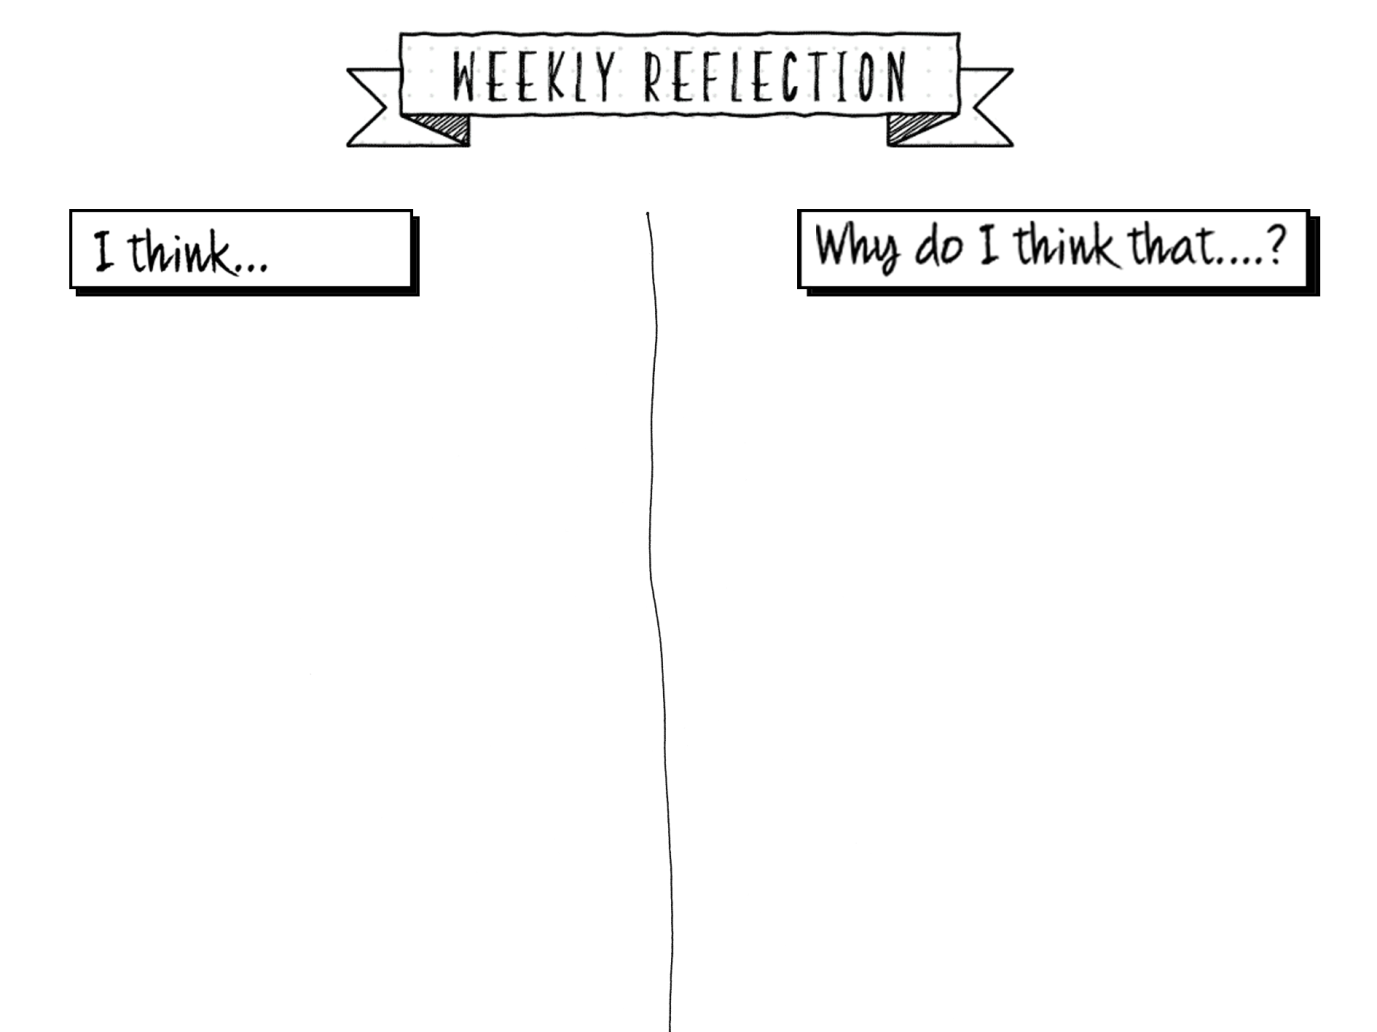 WEEKLY REFLECTION
I think...
Why do I think that....?